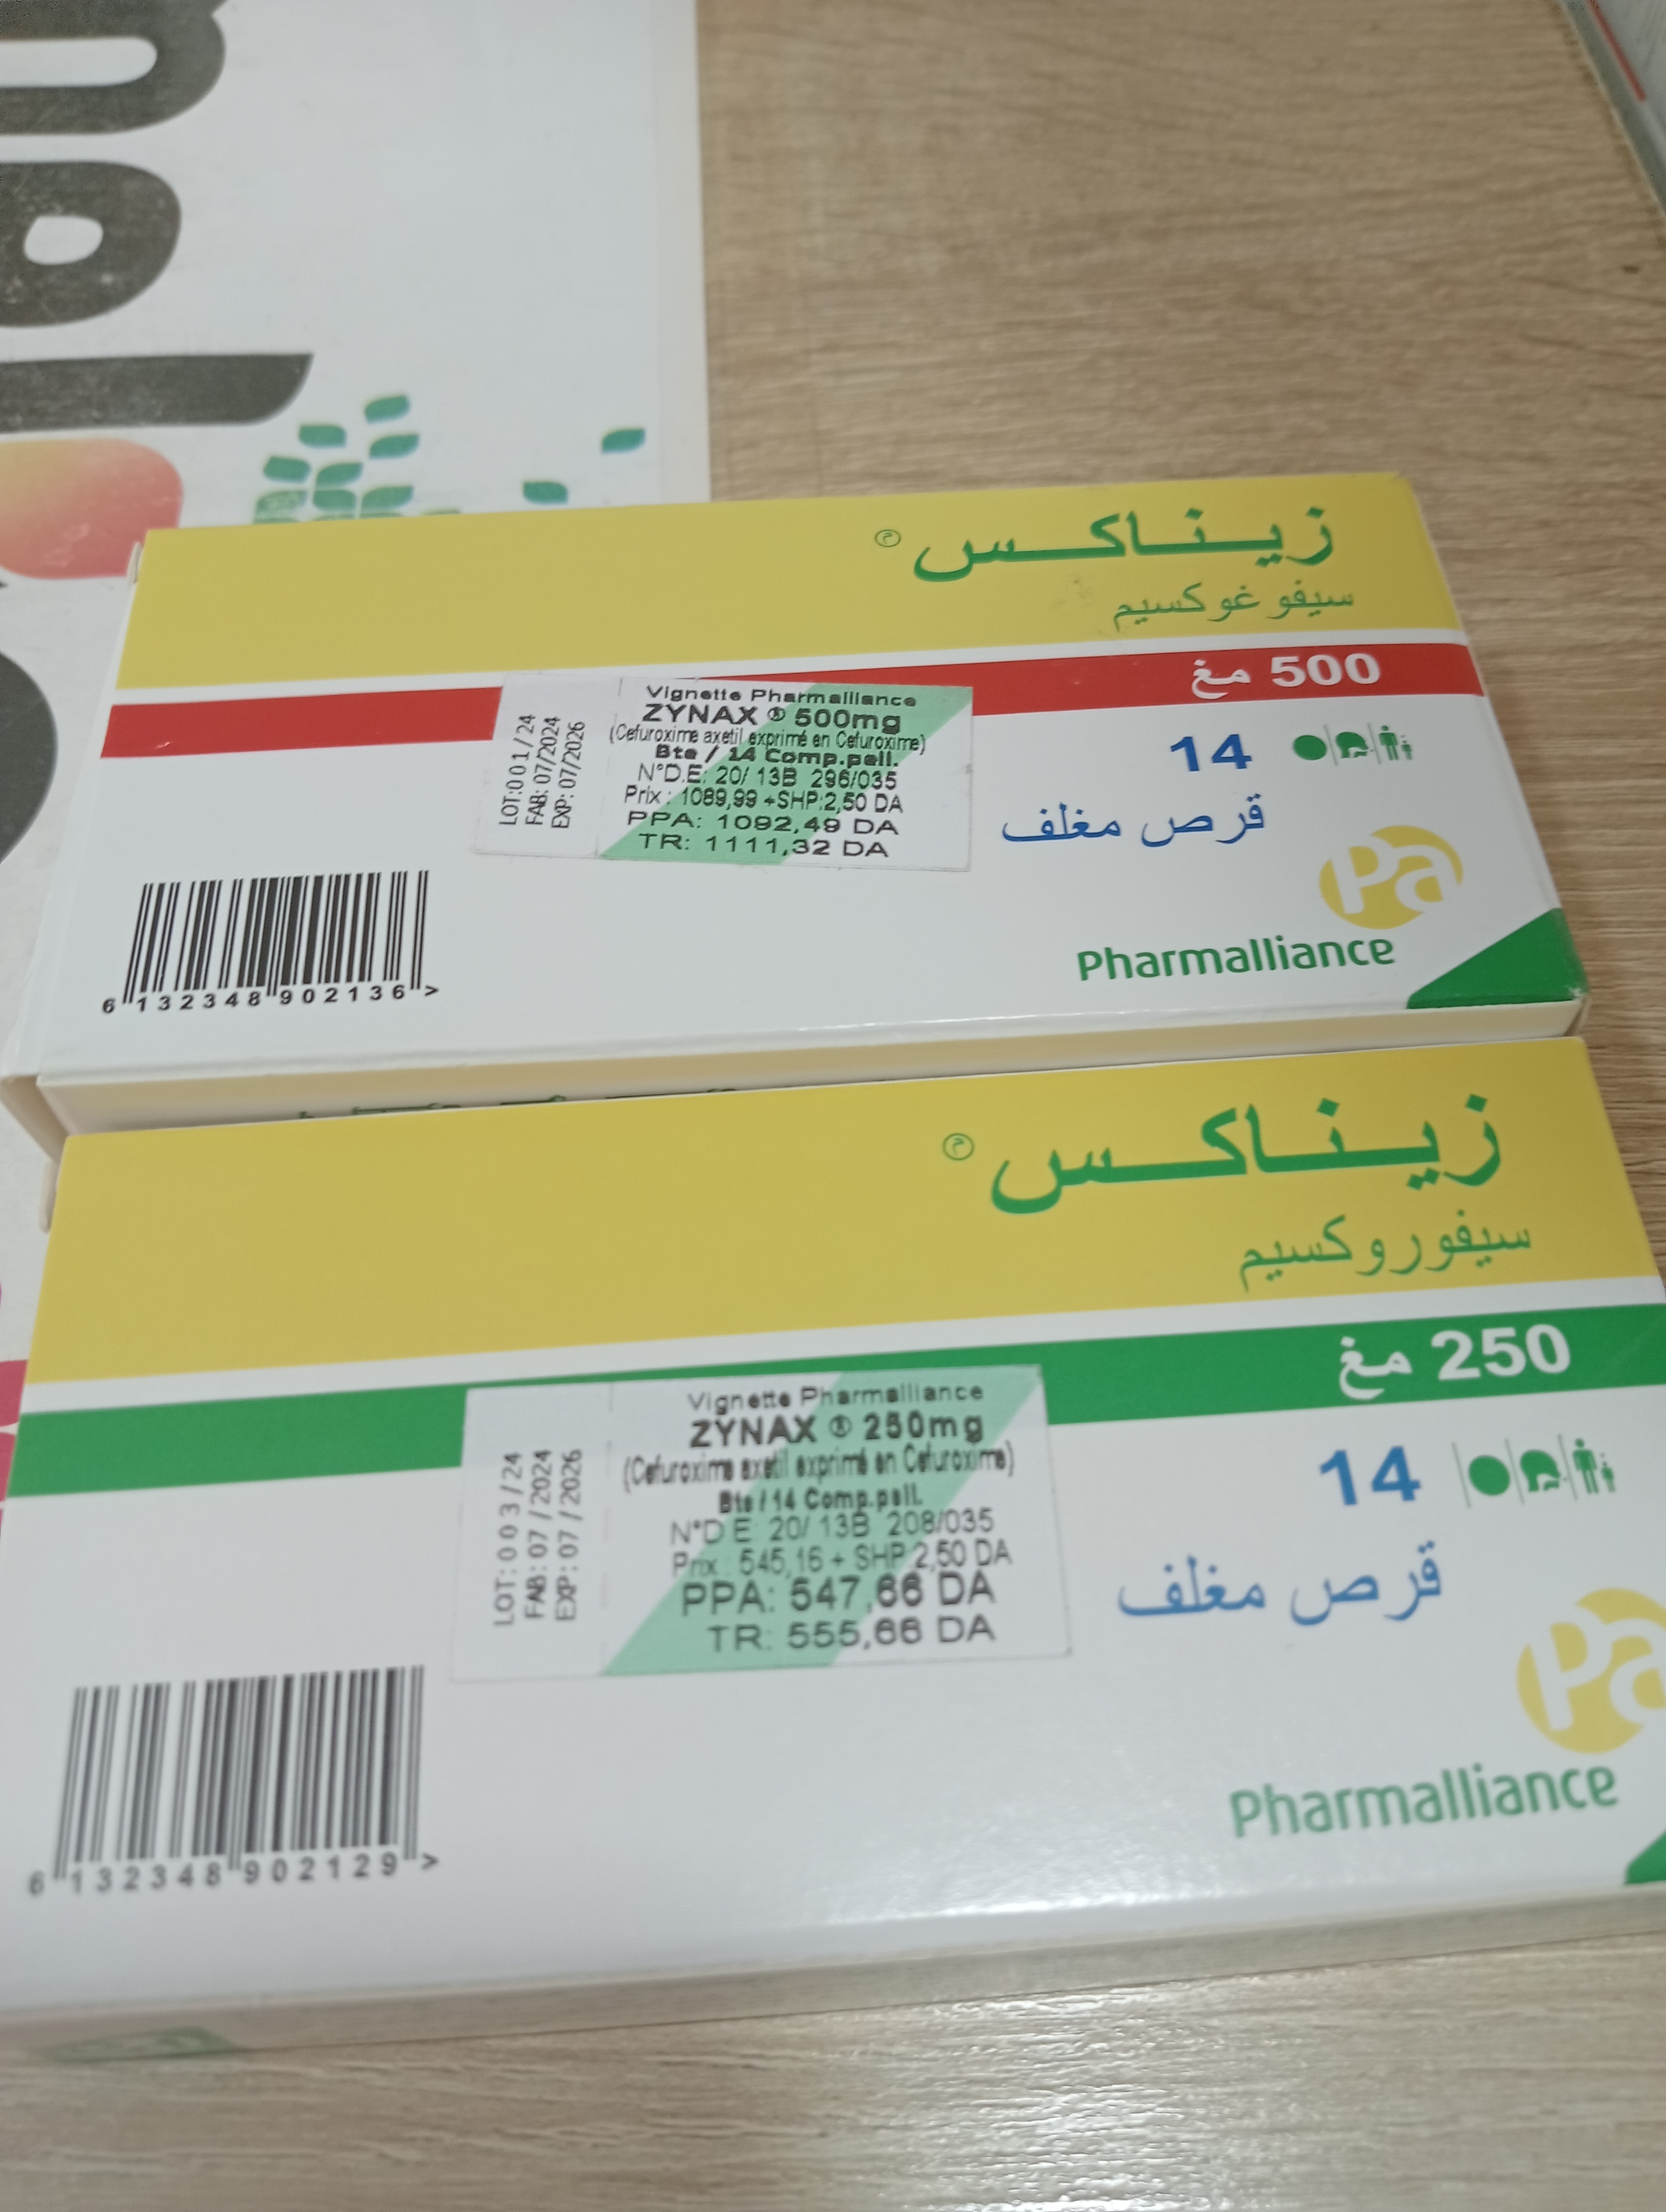 زيناكس
سيفوغوكسيم
500 مغ
Vignette Pharmalliance
ZYNAX ® 500mg
(Cefuroxime axetil exprimé en Cefuroxime)
Bte / 14 Comp.pell.
N°D.E: 20/ 13B 296/035
Prix : 1089,99 +SHP:2,50 DA
PPA: 1092,49 DA
TR: 1111,32 DA
LOT:001/24
FAB: 07/2024
EXP: 07/2026
14
قرص مغلف
Pa
Pharmalliance
6 132348 902136 >
زيناكس
سيفوروكسيم
250 مغ
Vignette Pharmalliance
ZYNAX ® 250mg
(Cefuroxime axetil exprimé en Cefuroxime)
Bte / 14 Comp.pell.
N°D E: 20/ 13B 208/035
Prix : 545,16 + SHP 2,50 DA
PPA: 547,66 DA
TR: 555,66 DA
LOT: 003/24
FAB: 07 / 2024
EXP: 07 / 2026
14
قرص مغلف
Pa
Pharmalliance
6 132348 902129 >